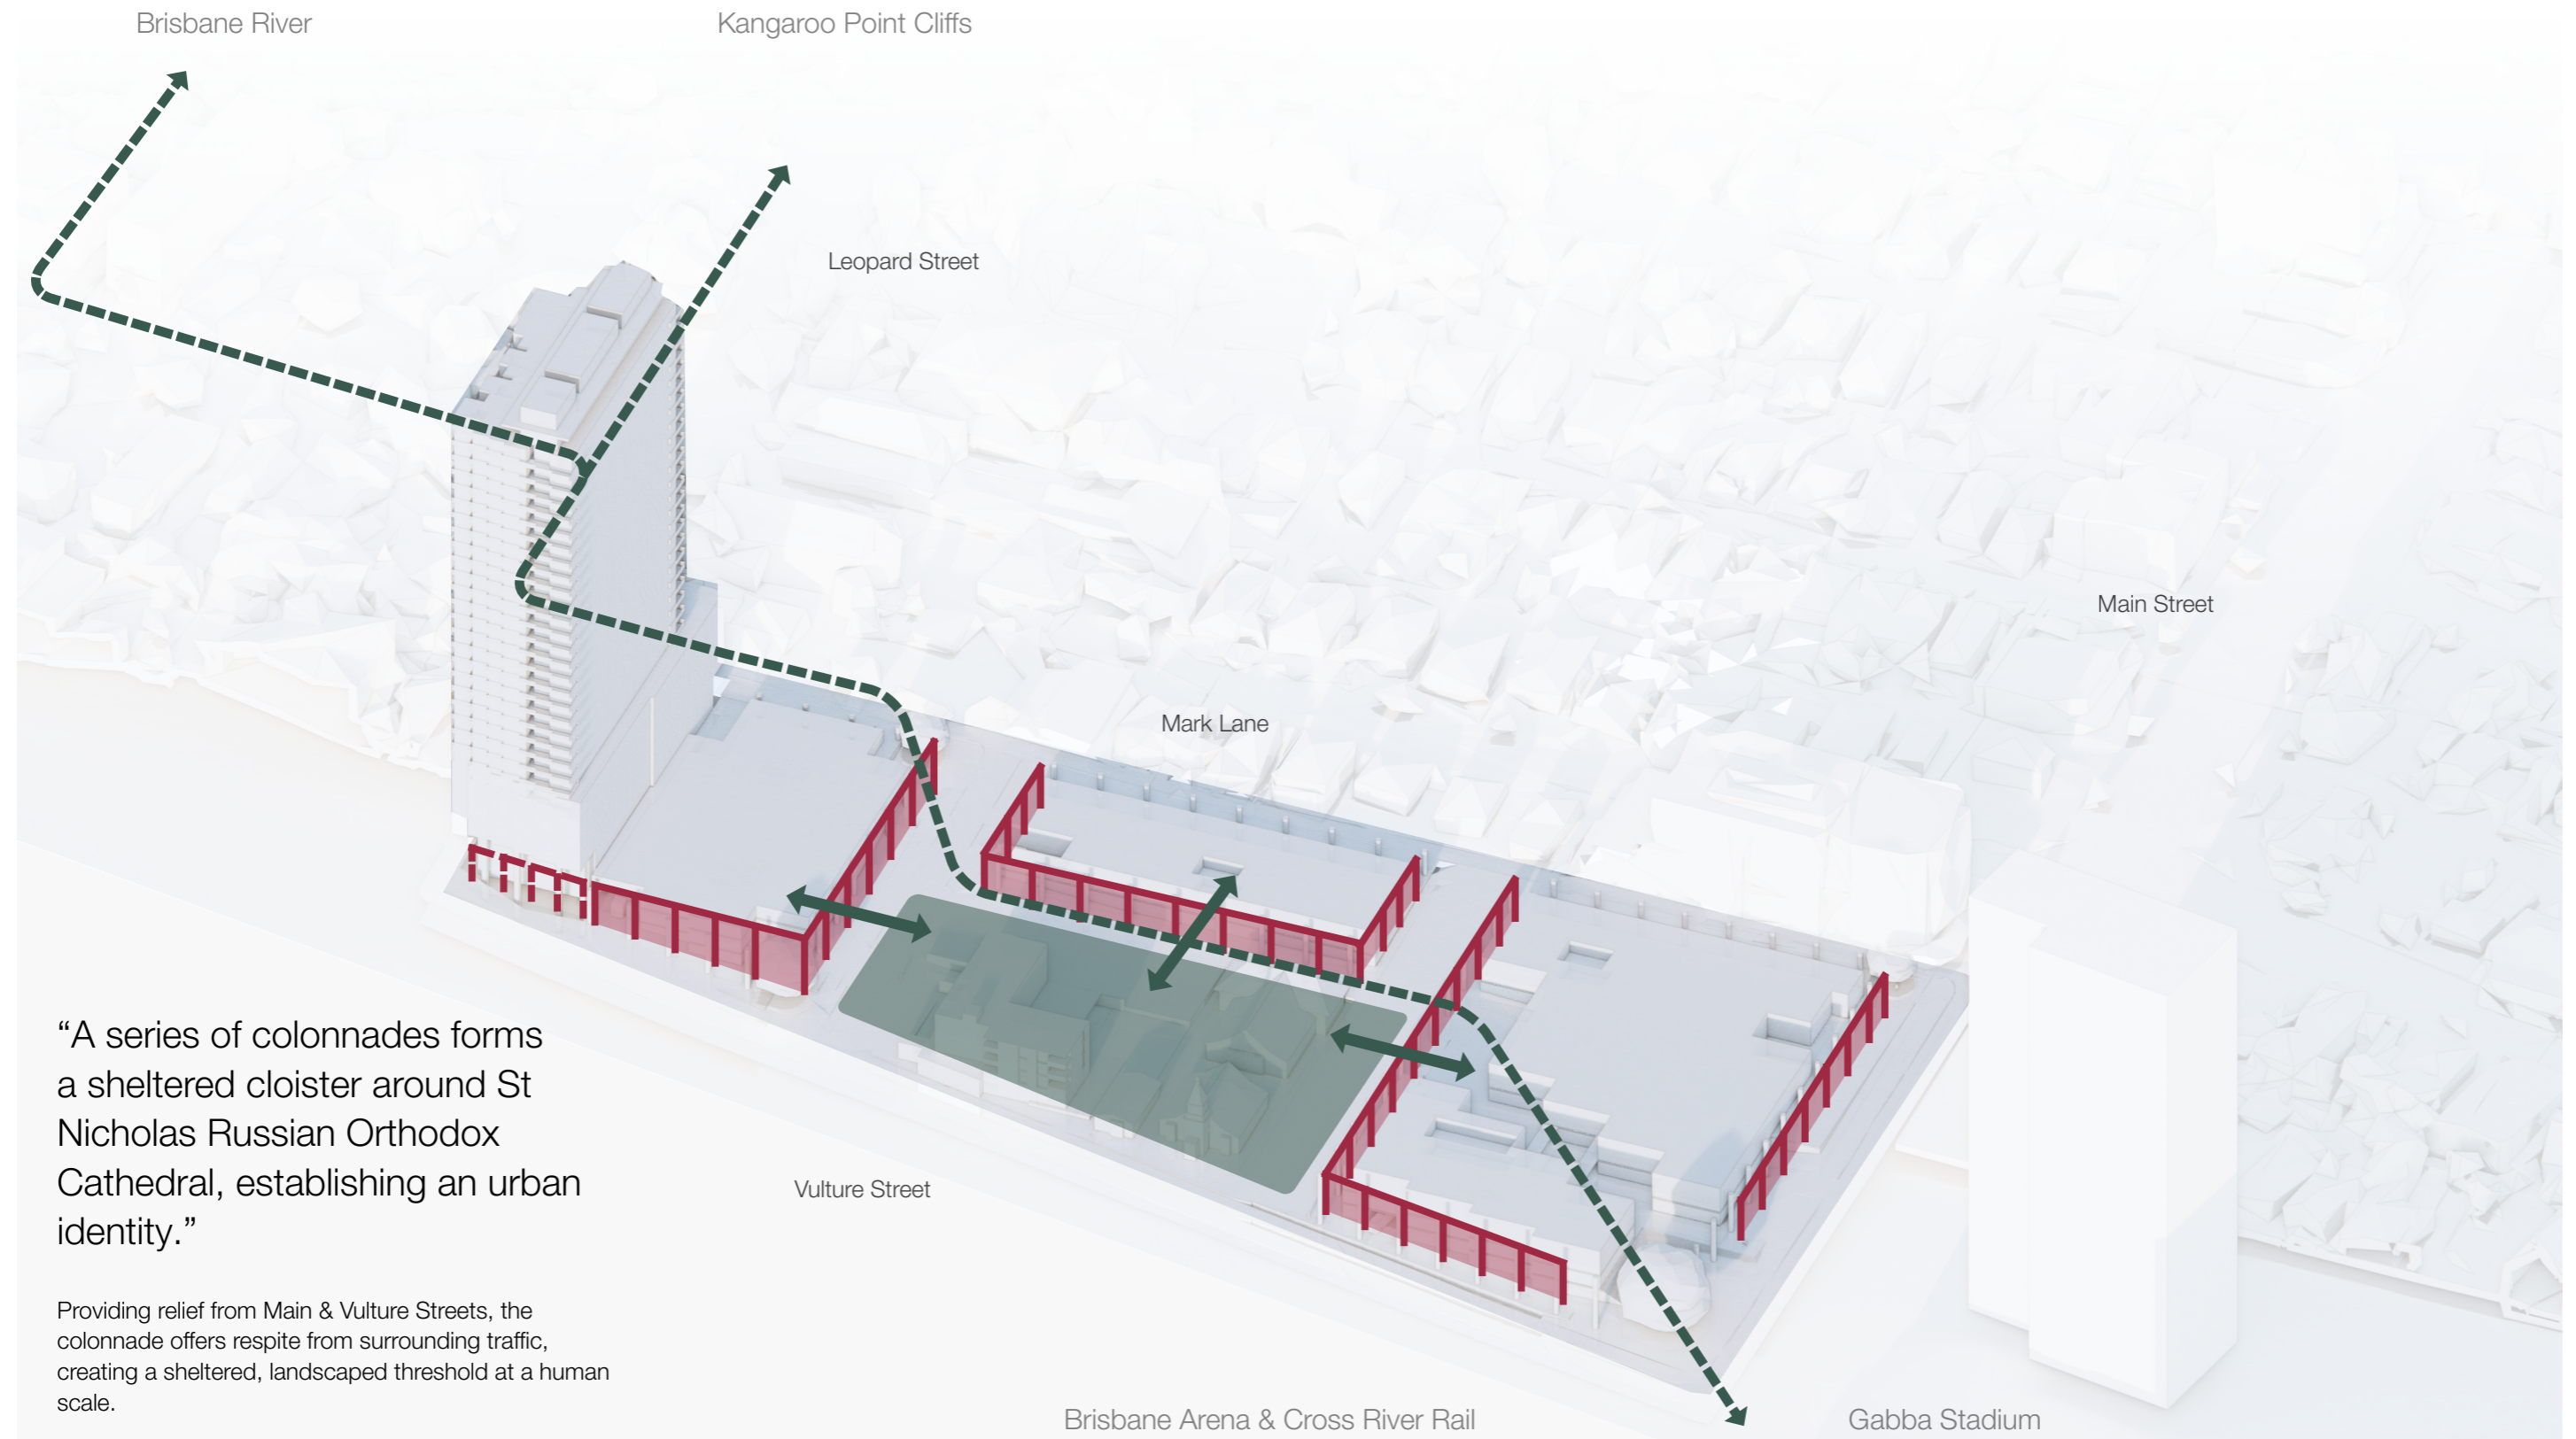 Brisbane River
Kangaroo Point Cliffs
Leopard Street
Main Street
Mark Lane
“A series of colonnades forms
a sheltered cloister around St
Nicholas Russian Orthodox
Cathedral, establishing an urban
identity.”
Vulture Street
Providing relief from Main & Vulture Streets, the
colonnade offers respite from surrounding traffic,
creating a sheltered, landscaped threshold at a human
scale.
Brisbane Arena & Cross River Rail
Gabba Stadium